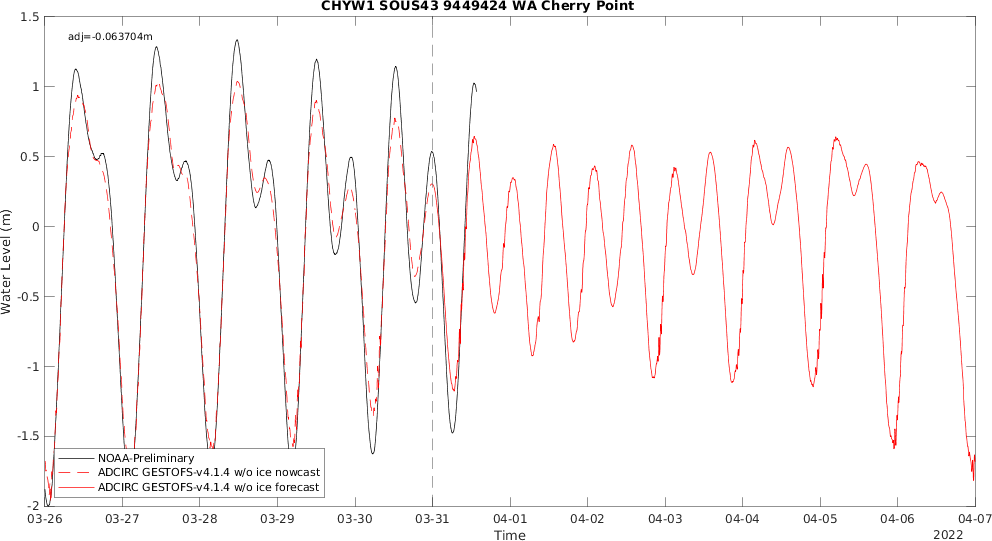 CHYW1 SOUS43 9449424 WA Cherry Point
adj=-0.063704m
1.5
1
0.5
0
-0.5
-1
-1.5
-2
Water Level (m)
NOAA-Preliminary
ADCIRC GESTOFS-v4.1.4 w/o ice nowcast
ADCIRC GESTOFS-v4.1.4 w/o ice forecast
03-26 03-27 03-28 03-29 03-30 03-31 04-01 04-02 04-03 04-04 04-05 04-06 04-07
Time
2022